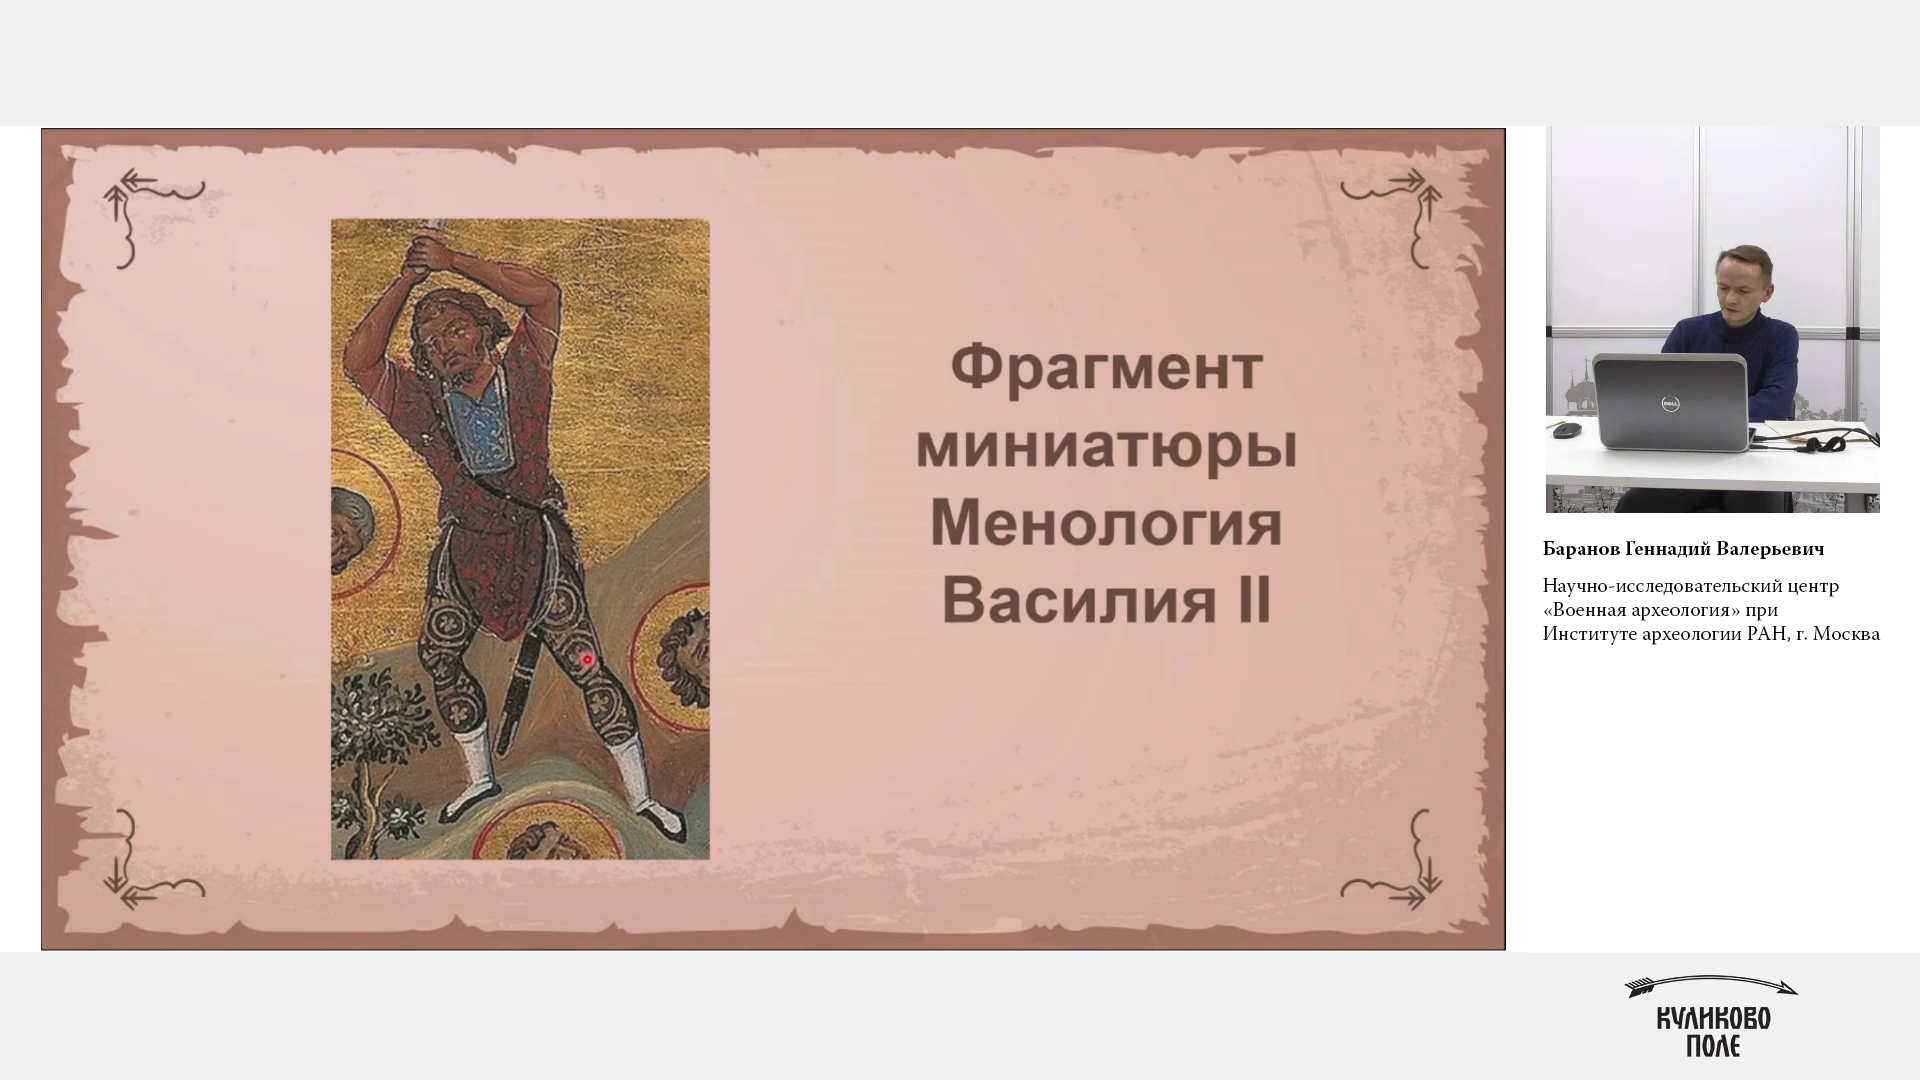 Фрагмент
миниатюры
Менология
Василия II
DELL
Баранов Геннадий Валерьевич
Научно-исследовательский центр
«Военная археология» при
Институте археологии РАН, г. Москва
КУЛИКОВО
ПОЛЕ